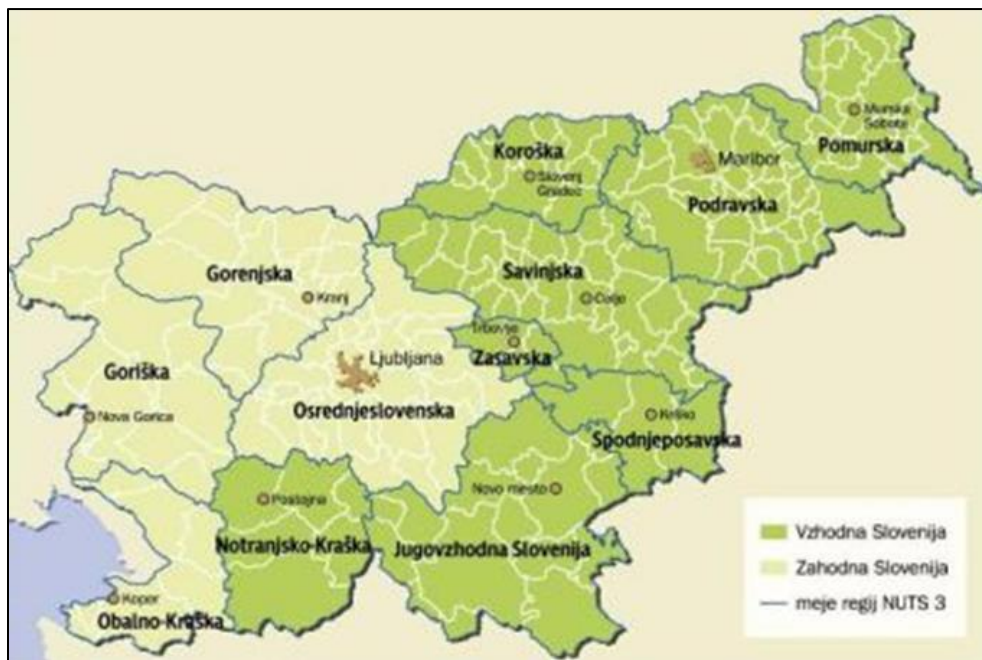 Murska
Sobota
Pomurska
Koroška
Slovenj
Gradec
Maribor
Podravska
Gorenjska
Kranj
Savinjska
Celje
Trbovlje
Zasavska
Ljubljana
Osrednjeslovenska
Goriška
Nova Gorica
Krško
Spodnjeposavska
Postojna
Novo mesto
Notranjsko-Kraška
Jugovzhodna Slovenija
Koper
Obalno-Kraška
Vzhodna Slovenija
Zahodna Slovenija
meje regij NUTS 3